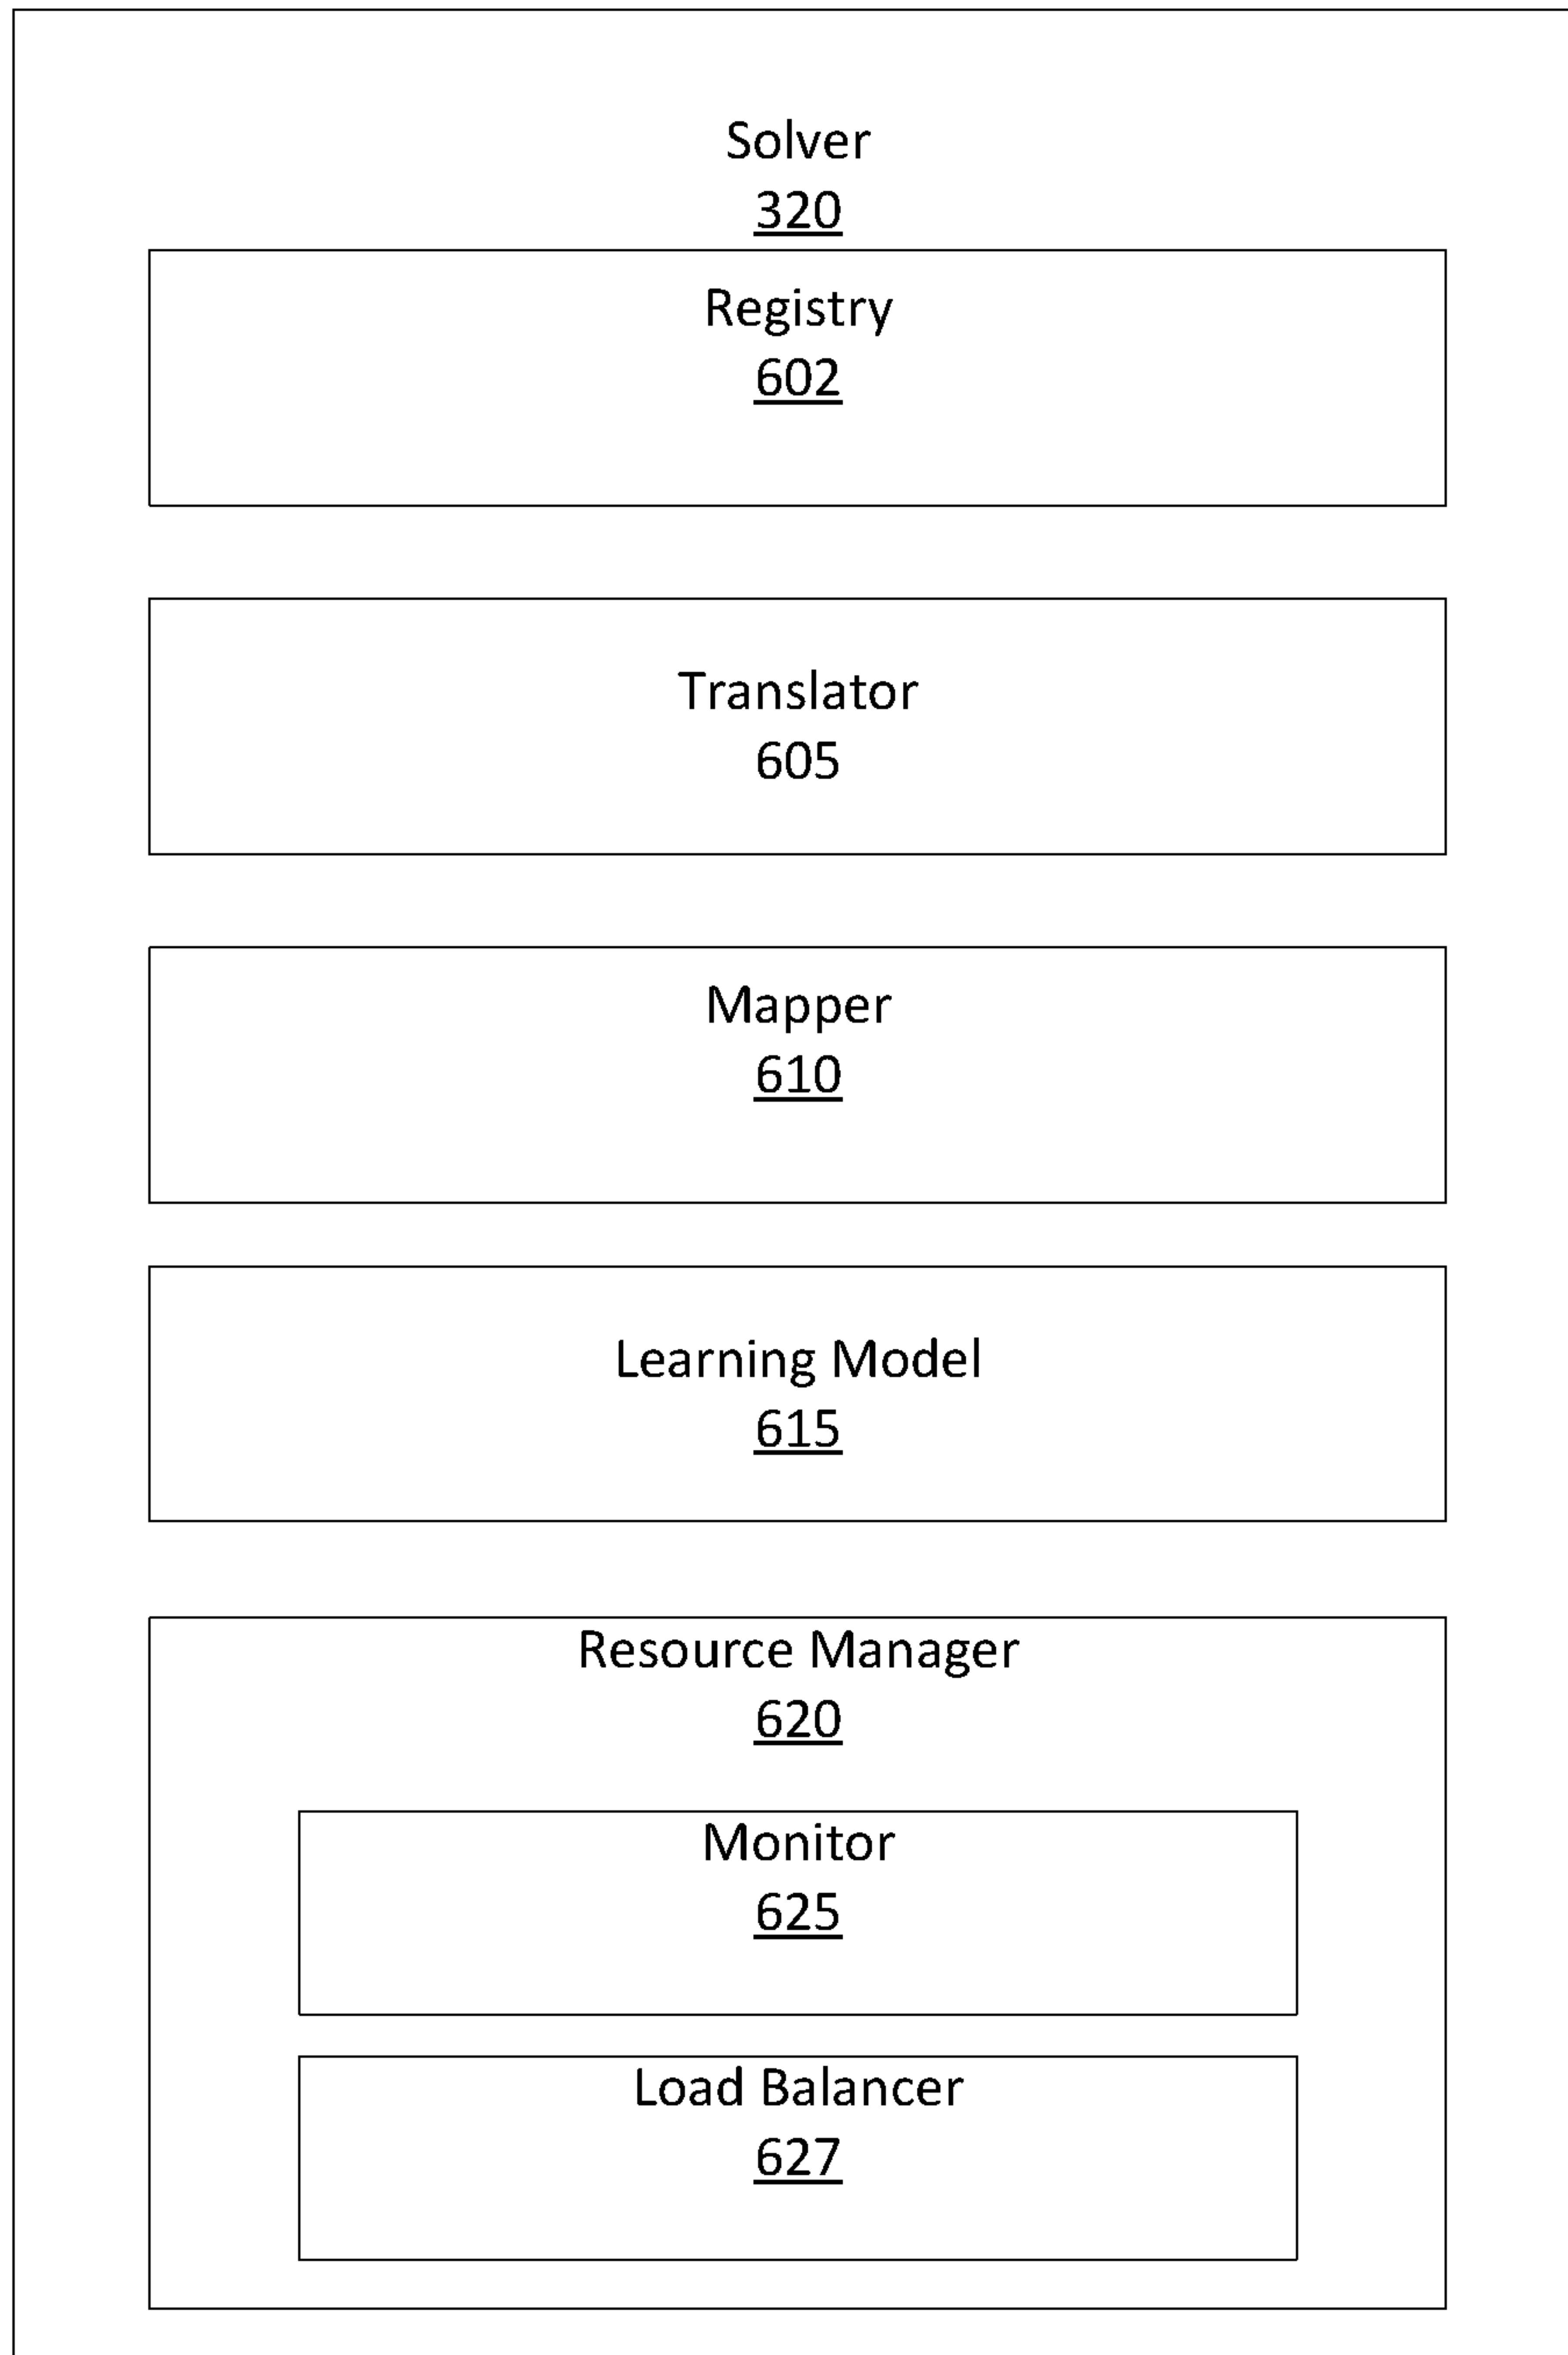 Solver
320
Registry
602
Translator
605
Mapper
610
Learning Model
615
Resource Manager
620
Monitor
625
Load Balancer
627